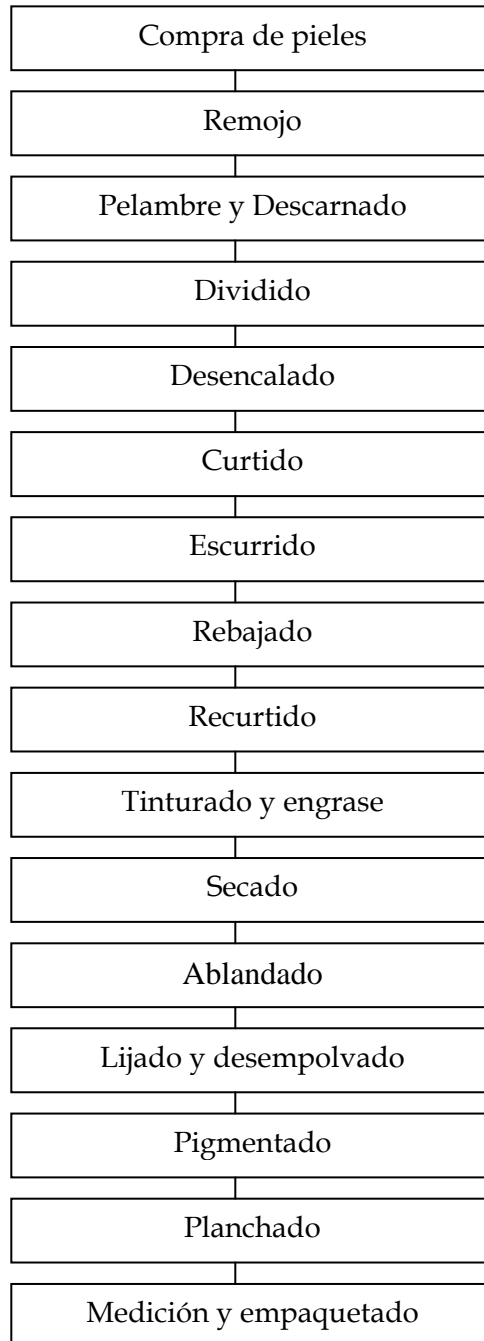 Compra de pieles
Remojo
Pelambre y Descarnado
Dividido
Desencalado
Curtido
Escurrido
Rebajado
Recurtido
Tinturado y engrase
Secado
Ablandado
Lijado y desempolvado
Pigmentado
Planchado
Medición y empaquetado